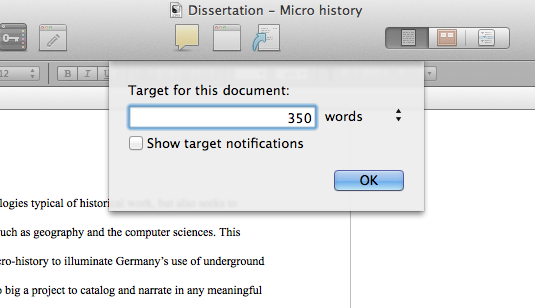 Dissertation – Micro history
12
B I U
Target for this document:
350 words
Show target notifications
OK
logies typical of historical work, but also seeks to
uch as geography and the computer sciences. This
cro-history to illuminate Germany's use of underground
o big a project to catalog and narrate in any meaningful